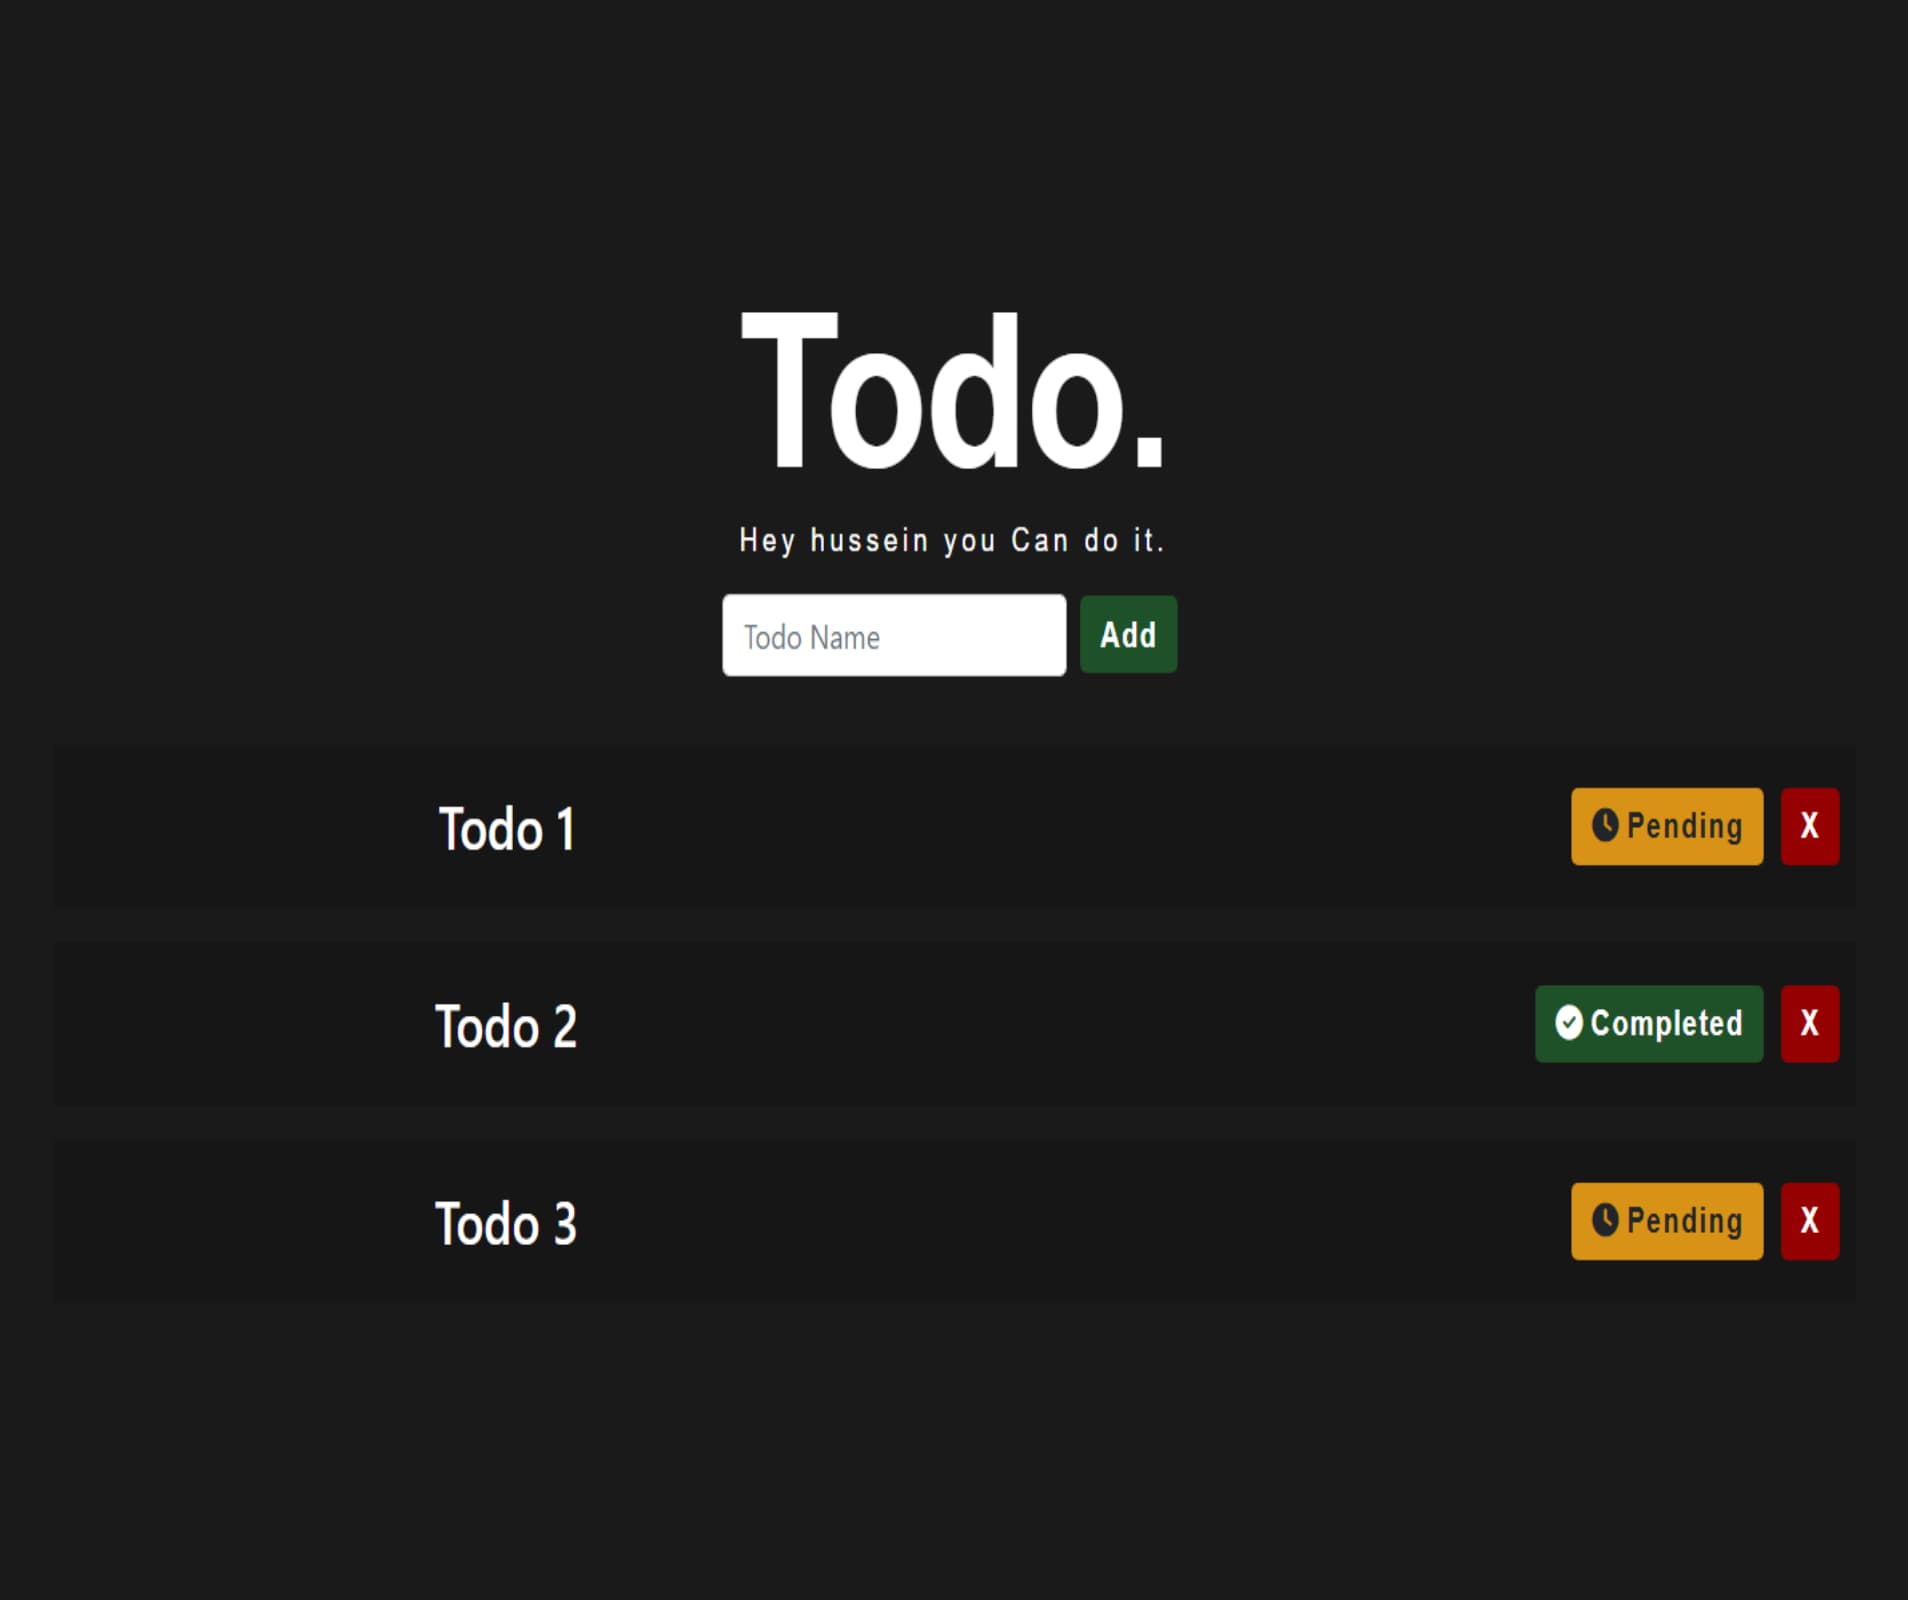 Todo.
Hey hussein you Can do it.
Todo Name Add
Todo 1 Pending X
Todo 2 Completed X
Todo 3 Pending X